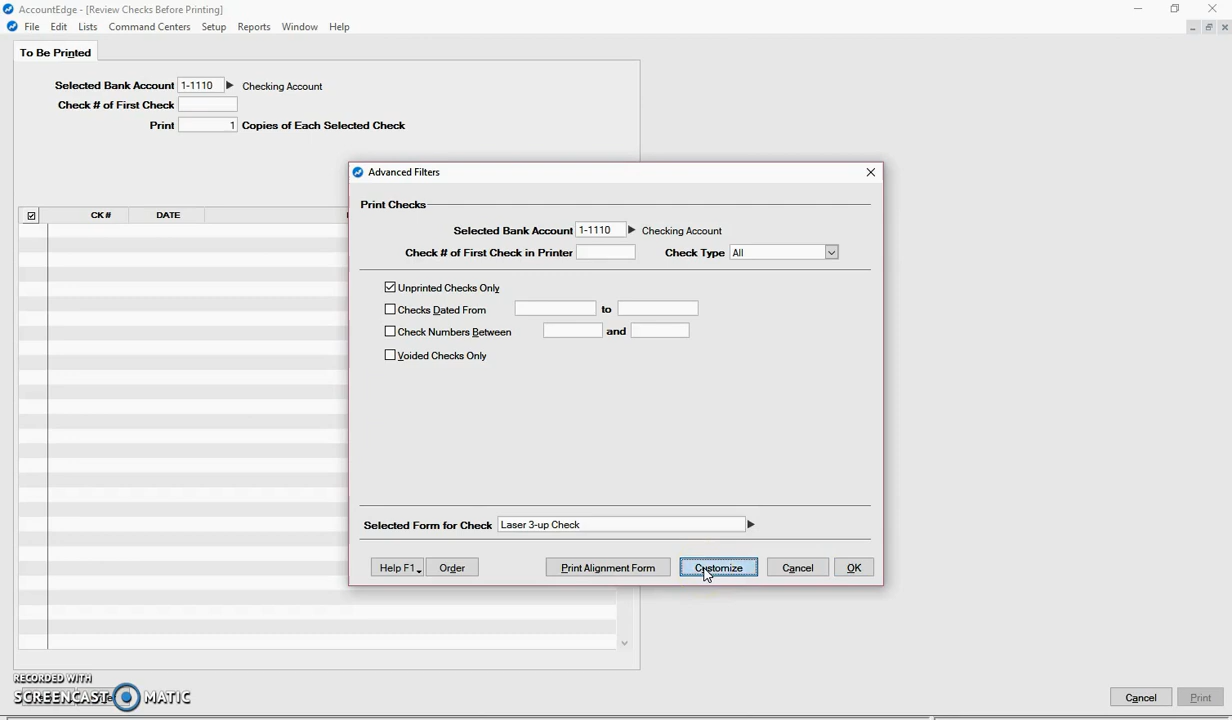 AccountEdge - [Review Checks Before Printing]
File Edit Lists Command Centers Setup Reports Window Help
To Be Printed
Selected Bank Account 1-1110 Checking Account
Check # of First Check
Print 1 Copies of Each Selected Check
CK# DATE
Advanced Filters
Print Checks
Selected Bank Account 1-1110 Checking Account
Check # of First Check in Printer Check Type All
Unprinted Checks Only
Checks Dated From to
Check Numbers Between and
Voided Checks Only
Selected Form for Check Laser 3-up Check
Help F1 Order Print Alignment Form Customize Cancel OK
RECORDED WITH
SCREENCAST MATIC
Cancel Print